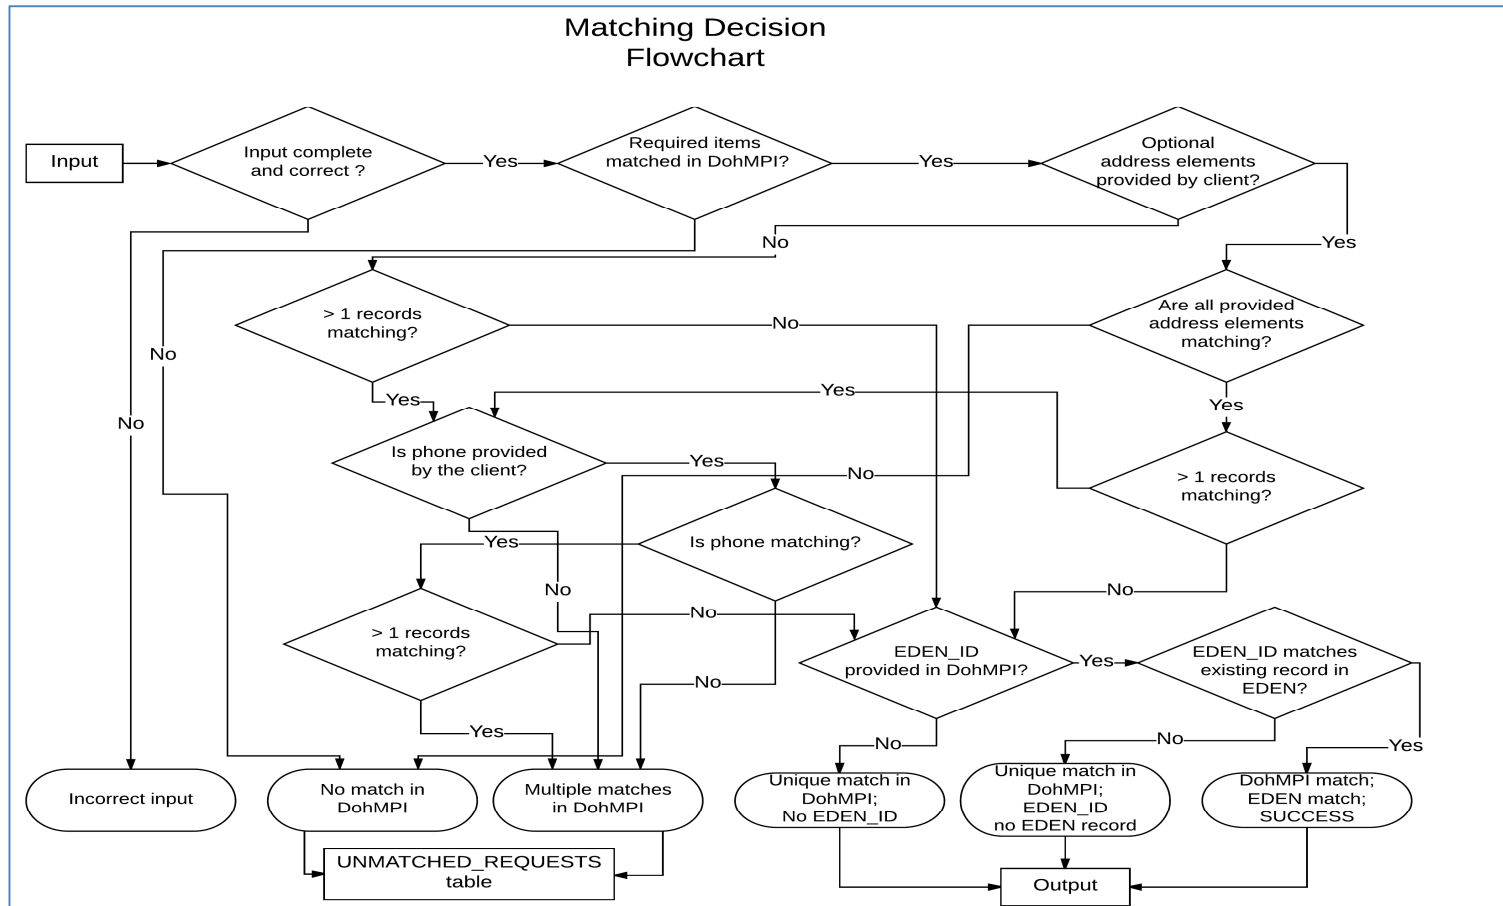 Matching Decision
Flowchart
Input
Input complete
and correct ?
Yes
Required items
matched in DohMPI?
Yes
Optional
address elements
provided by client?
No
Yes
> 1 records
matching?
No
Are all provided
address elements
matching?
No
Yes
Yes
Yes
No
Is phone provided
by the client?
Yes
No
> 1 records
matching?
Yes
Is phone matching?
No
No
No
> 1 records
matching?
EDEN_ID
provided in DohMPI?
Yes
EDEN_ID matches
existing record in
EDEN?
No
Yes
No
No
Yes
Incorrect input
No match in
DohMPI
Multiple matches
in DohMPI
Unique match in
DohMPI;
No EDEN_ID
Unique match in
DohMPI;
EDEN_ID
no EDEN record
DohMPI match;
EDEN match;
SUCCESS
UNMATCHED_REQUESTS
table
Output